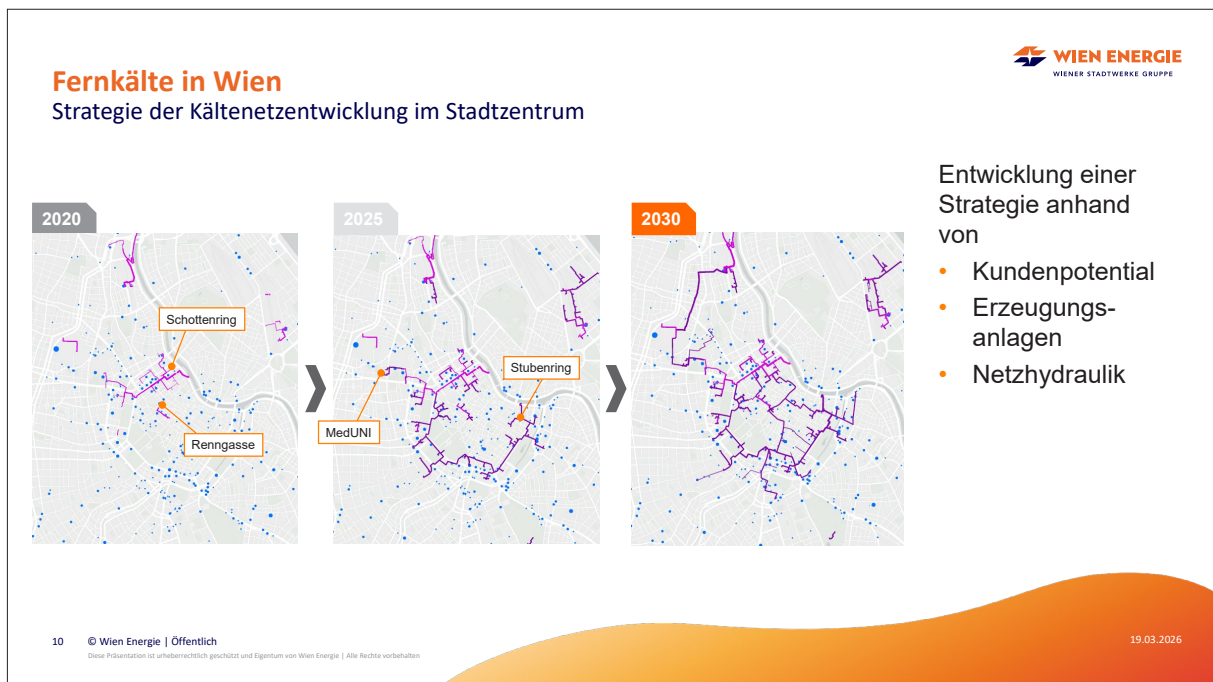 Fernkälte in Wien
Strategie der Kältenetzentwicklung im Stadtzentrum
WIEN ENERGIE
WIENER STADTWERKE GRUPPE
2020
Schottenring
Renngasse
2025
MedUNI
Stubenring
2030
Entwicklung einer
Strategie anhand
von
• Kundenpotential
• Erzeugungs-
anlagen
• Netzhydraulik
10 © Wien Energie | Öffentlich
Diese Präsentation ist urheberrechtlich geschützt und Eigentum von Wien Energie | Alle Rechte vorbehalten
19.03.2026